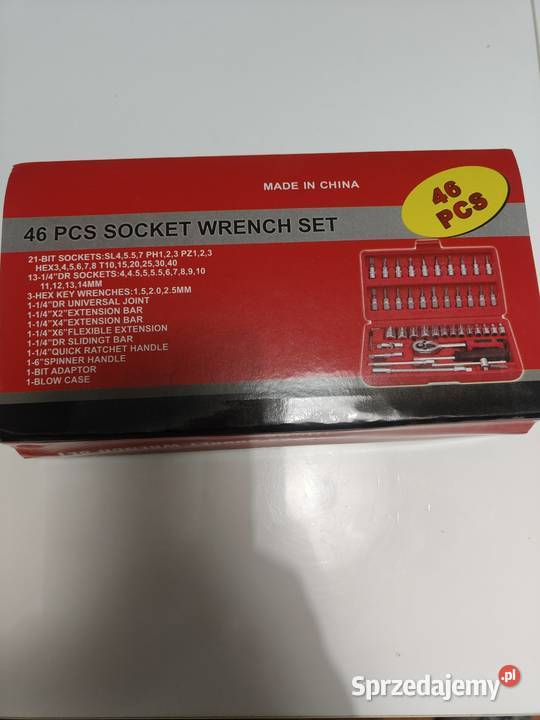 MADE IN CHINA
46 PCS
46 PCS SOCKET WRENCH SET
21-BIT SOCKETS:SL4,5.5,7 PH1,2,3 PZ1,2,3
HEX3,4,5,6,7,8 T10,15,20,25,30,40
13-1/4"DR SOCKETS:4,4.5,5,5.5,6,7,8,9,10
11,12,13,14MM
3-HEX KEY WRENCHES:1.5,2.0,2.5MM
1-1/4"DR UNIVERSAL JOINT
1-1/4"X2"EXTENSION BAR
1-1/4"X4"EXTENSION BAR
1-1/4"X6"FLEXIBLE EXTENSION
1-1/4"DR SLIDINGT BAR
1-1/4"QUICK RATCHET HANDLE
1-6"SPINNER HANDLE
1-BIT ADAPTOR
1-BLOW CASE
Sprzedajemy.pl